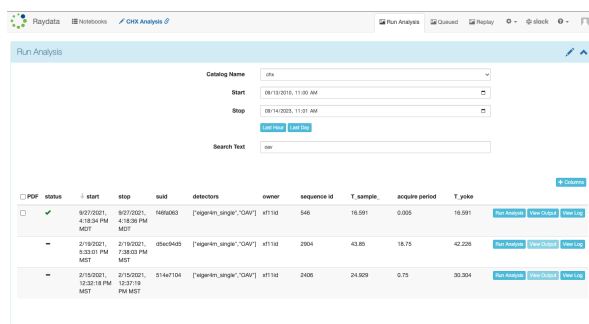 Raydata Notebooks CHX Analysis Run Analysis Queued Replay slack
Run Analysis
Catalog Name chx
Start 09/13/2010, 11:00 AM
Stop 09/14/2023, 11:01 AM
Last Hour Last Day
Search Text oav
+ Columns
PDF status start stop suid detectors owner sequence id T_sample_ acquire period T_yoke
9/27/2021, 9/27/2021, f46fa063 ["eiger4m_single","OAV"] xf11id 546 16.591 0.005 16.591 Run Analysis View Output View Log
4:18:34 PM 4:18:36 PM
MDT MDT
2/19/2021, 2/19/2021, d5ec94d5 ["eiger4m_single","OAV"] xf11id 2904 43.85 18.75 42.226 Run Analysis View Output View Log
5:33:01 PM 7:38:03 PM
MST MST
2/15/2021, 2/15/2021, 514e7104 ["eiger4m_single","OAV"] xf11id 2406 24.929 0.75 30.304 Run Analysis View Output View Log
12:32:18 PM 12:37:19
MST PM MST